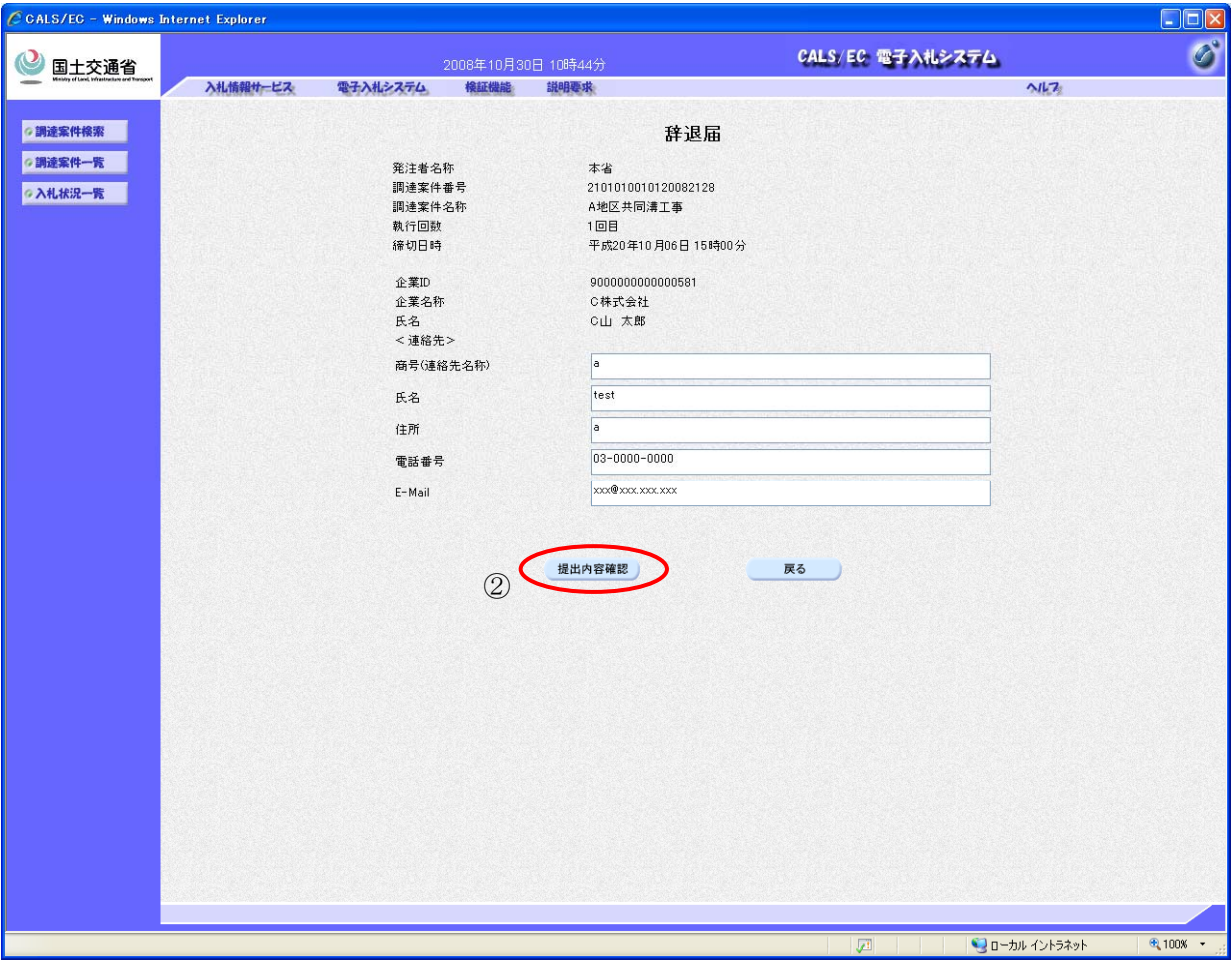 CALS/EC - Windows Internet Explorer
国土交通省
Ministry of Land, Infrastructure and Transport
2008年10月30日 10時44分
CALS/EC 電子入札システム
入札情報サービス 電子入札システム 検証機能 説明要求 ヘルプ
調達案件検索
調達案件一覧
入札状況一覧
辞退届
発注者名称 本省
調達案件番号 2101010010120082128
調達案件名称 A地区共同溝工事
執行回数 1回目
締切日時 平成20年10月06日 15時00分
企業ID 9000000000000581
企業名称 C株式会社
氏名 C山 太郎
<連絡先>
商号(連絡先名称) a
氏名 test
住所 a
電話番号 03-0000-0000
E-Mail xxx@xxx.xxx.xxx
② 提出内容確認 戻る
ローカル イントラネット 100%